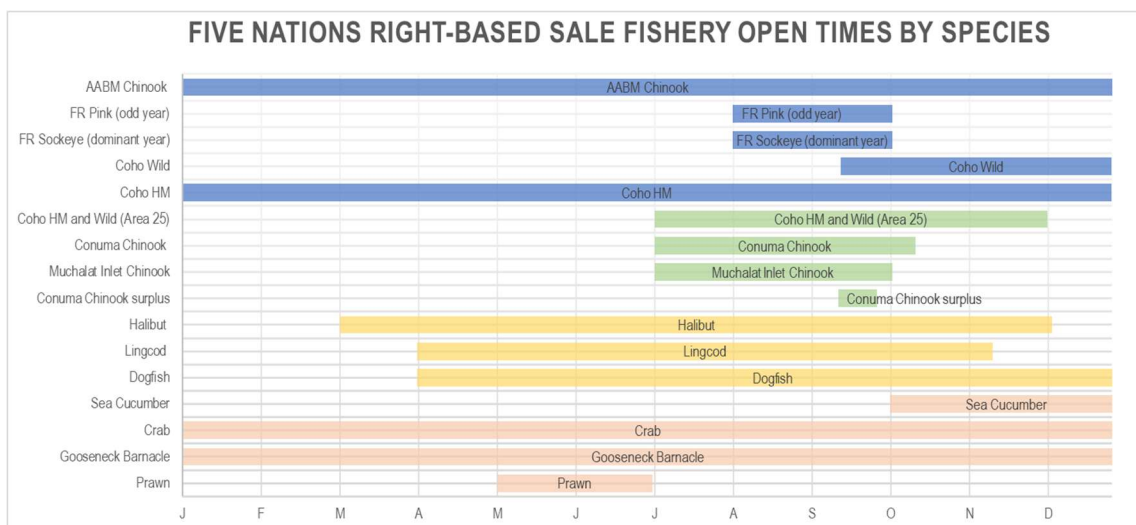 FIVE NATIONS RIGHT-BASED SALE FISHERY OPEN TIMES BY SPECIES
AABM Chinook AABM Chinook
FR Pink (odd year) FR Pink (odd year)
FR Sockeye (dominant year) FR Sockeye (dominant year)
Coho Wild Coho Wild
Coho HM Coho HM
Coho HM and Wild (Area 25) Coho HM and Wild (Area 25)
Conuma Chinook Conuma Chinook
Muchalat Inlet Chinook Muchalat Inlet Chinook
Conuma Chinook surplus Conuma Chinook surplus
Halibut Halibut
Lingcod Lingcod
Dogfish Dogfish
Sea Cucumber Sea Cucumber
Crab Crab
Gooseneck Barnacle Gooseneck Barnacle
Prawn Prawn
J F M A M J J A S O N D